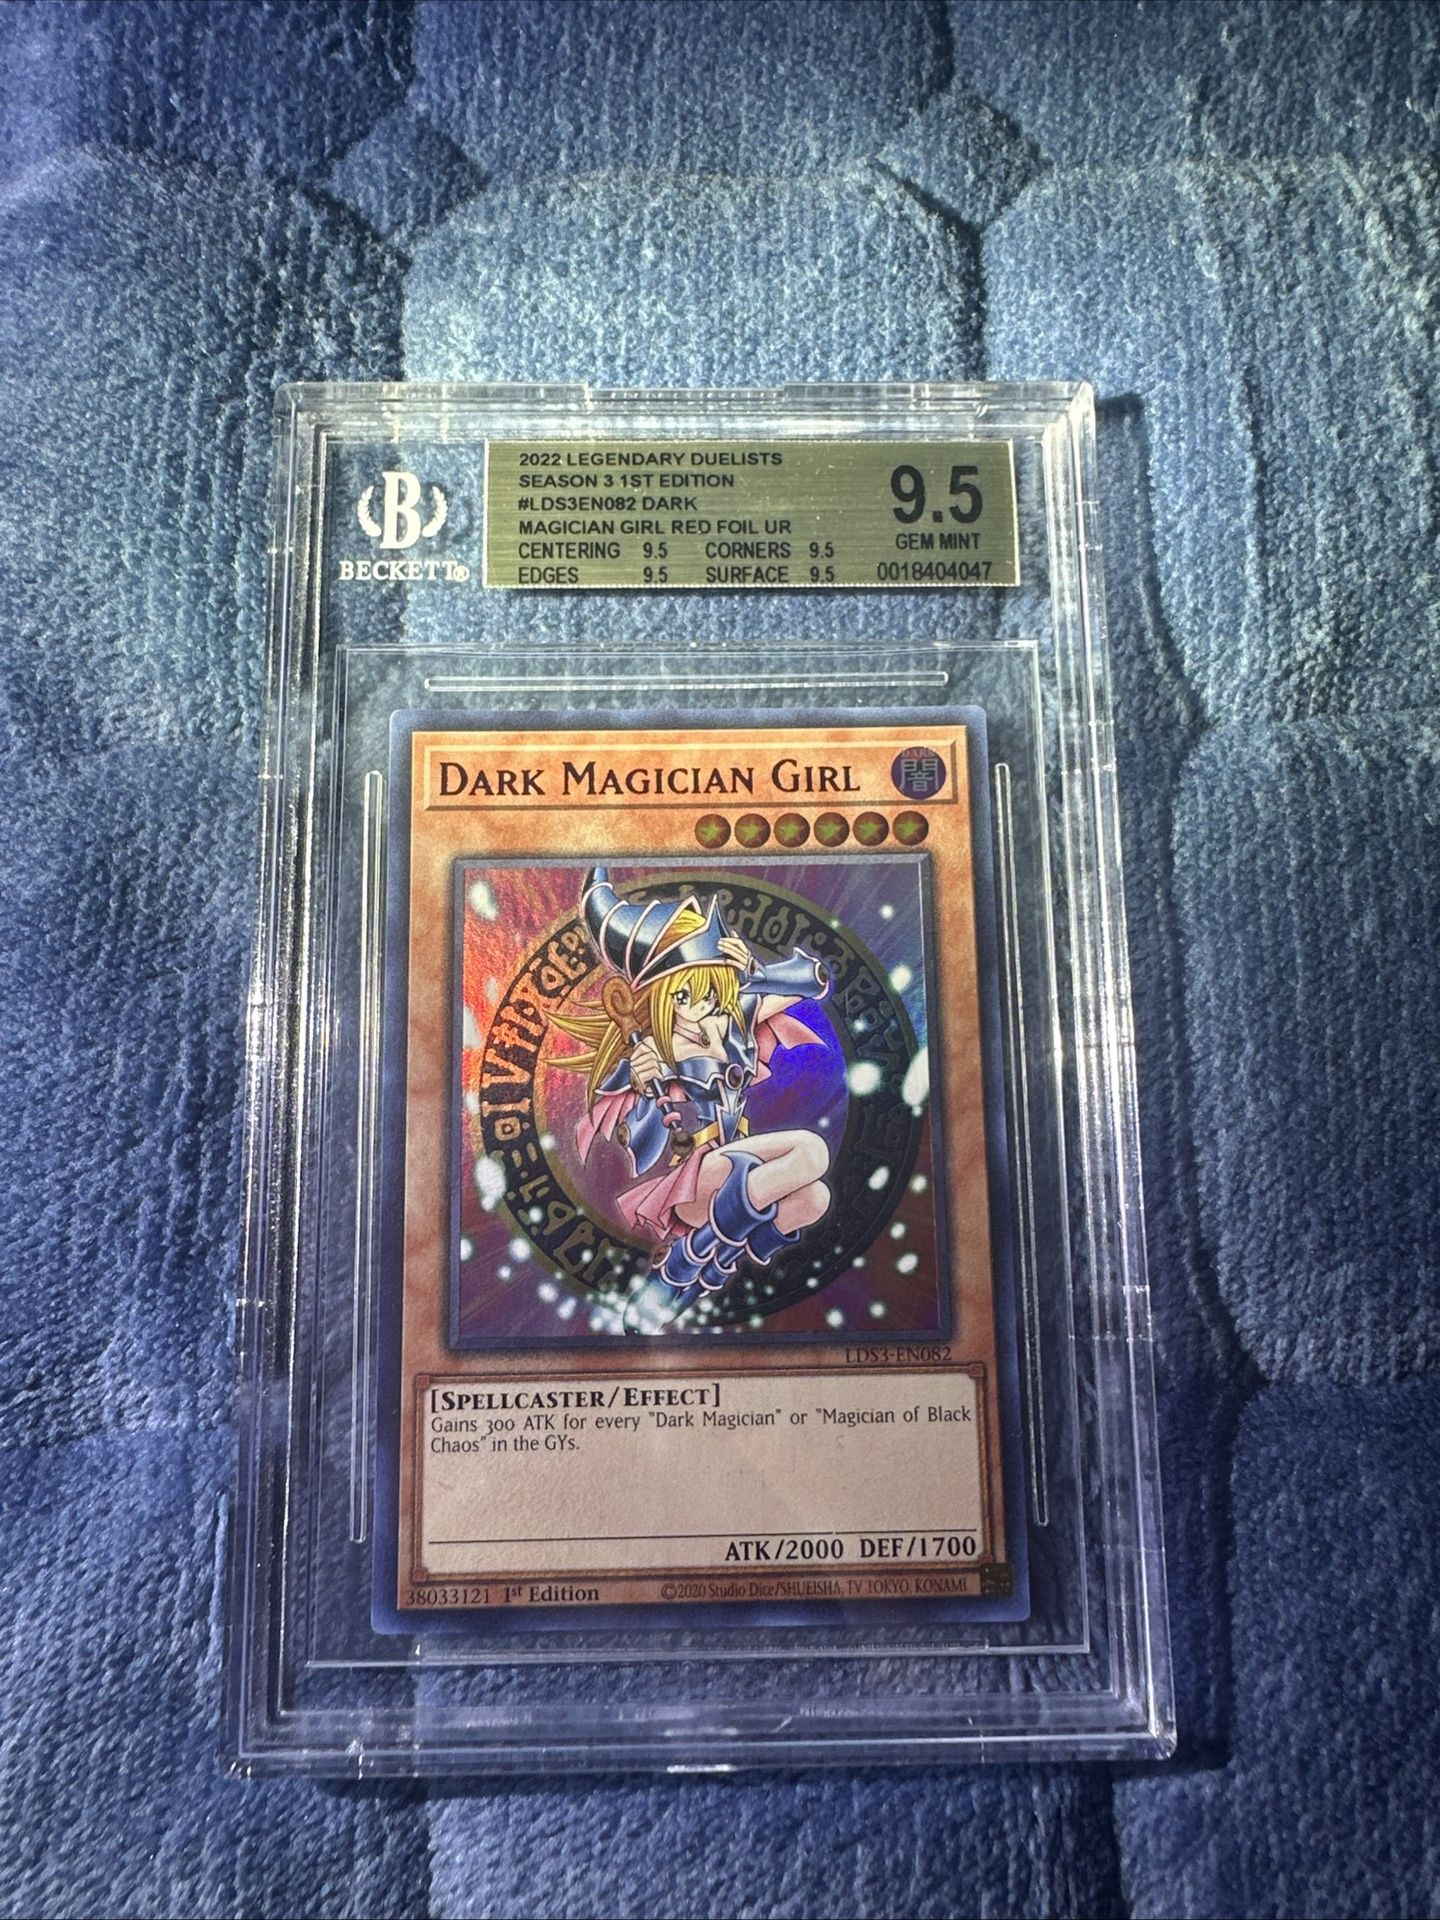 B
BECKETT®
2022 LEGENDARY DUELISTS
SEASON 3 1ST EDITION
#LDS3EN082 DARK
MAGICIAN GIRL RED FOIL UR
CENTERING 9.5 CORNERS 9.5
EDGES 9.5 SURFACE 9.5
9.5
GEM MINT
0018404047
DARK MAGICIAN GIRL
DARK
闇
LDS3-EN082
[SPELLCASTER/EFFECT]
Gains 300 ATK for every "Dark Magician" or "Magician of Black
Chaos" in the GYs.
ATK/2000 DEF/1700
38033121 1st Edition ©2020 Studio Dice/SHUEISHA, TV TOKYO, KONAMI